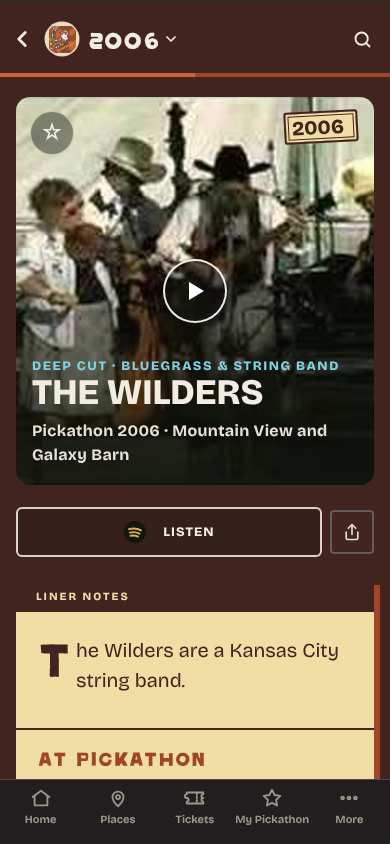 2006
2006
DEEP CUT · BLUEGRASS & STRING BAND
THE WILDERS
Pickathon 2006 · Mountain View and
Galaxy Barn
LISTEN
LINER NOTES
The Wilders are a Kansas City
string band.
AT PICKATHON
Home Places Tickets My Pickathon More